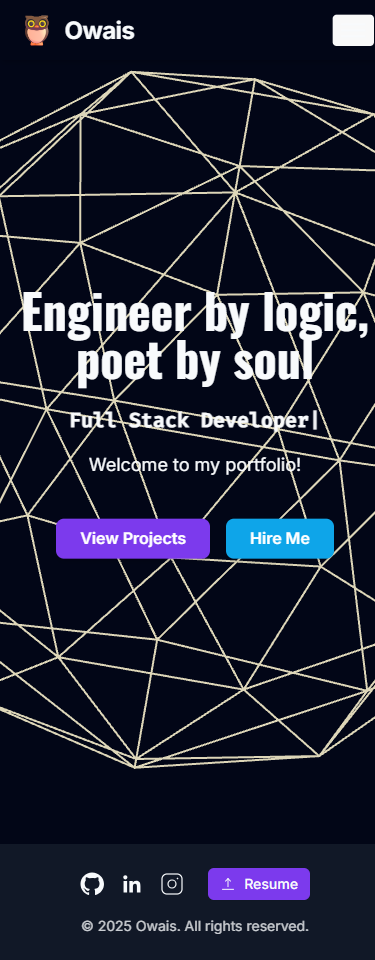 Owais
Engineer by logic,
poet by soul
Full Stack Developer|
Welcome to my portfolio!
View Projects
Hire Me
Resume
© 2025 Owais. All rights reserved.